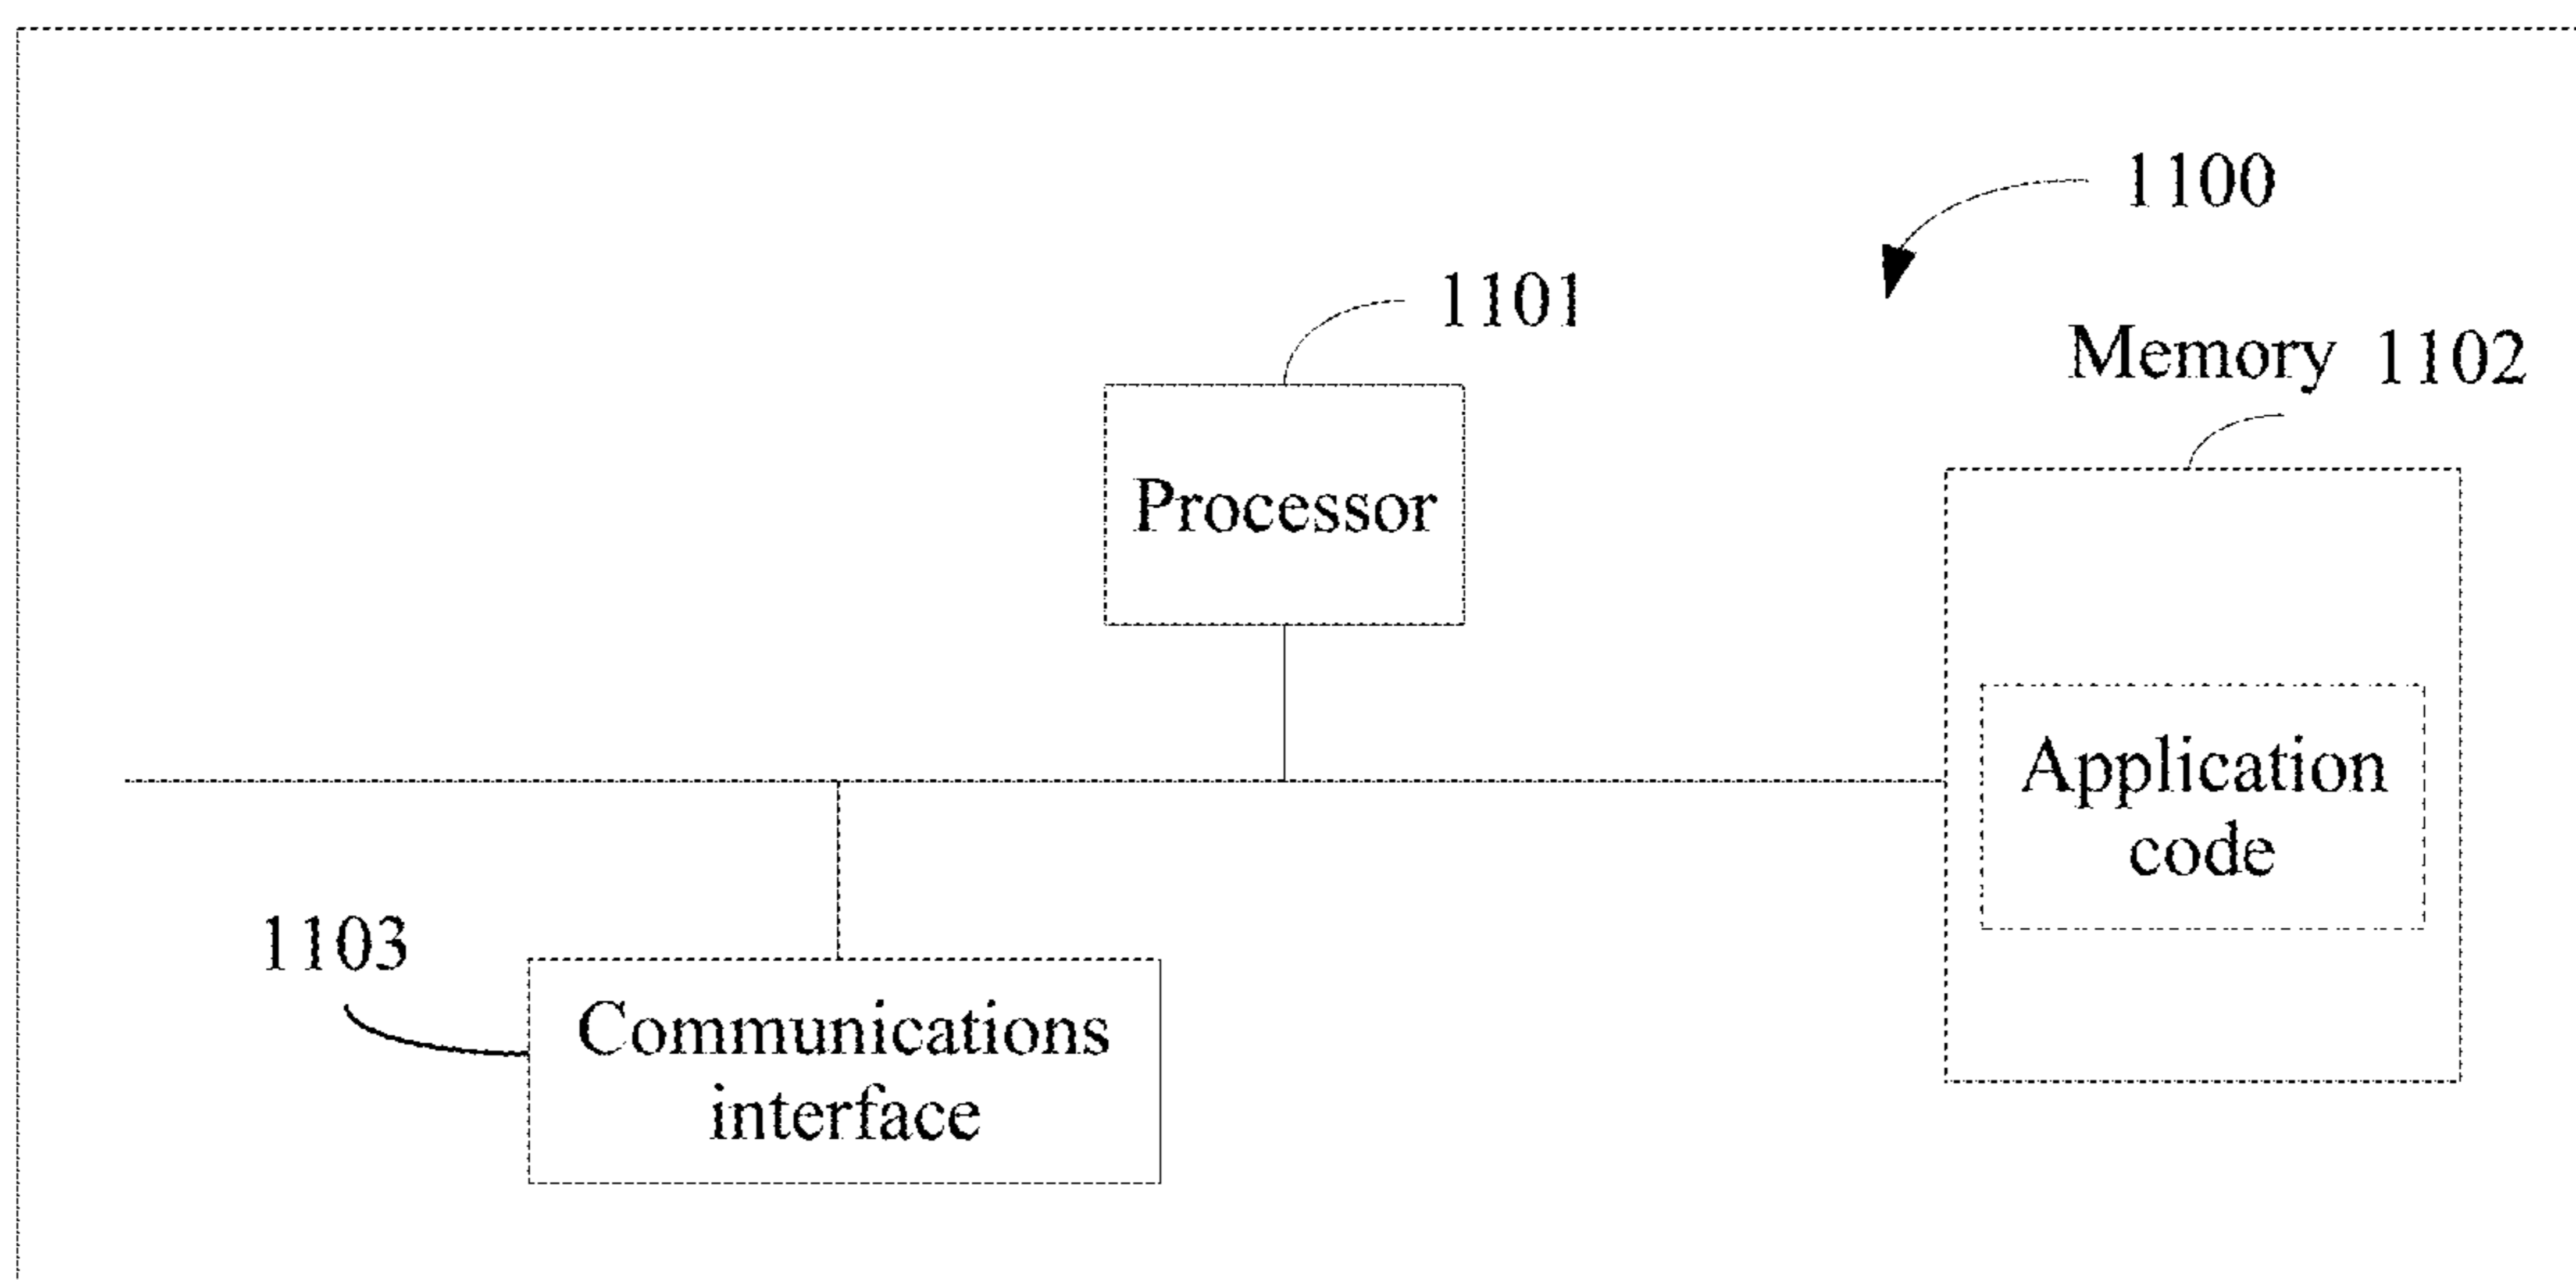 1100
1101
Memory 1102
Processor
Application
code
1103
Communications
interface